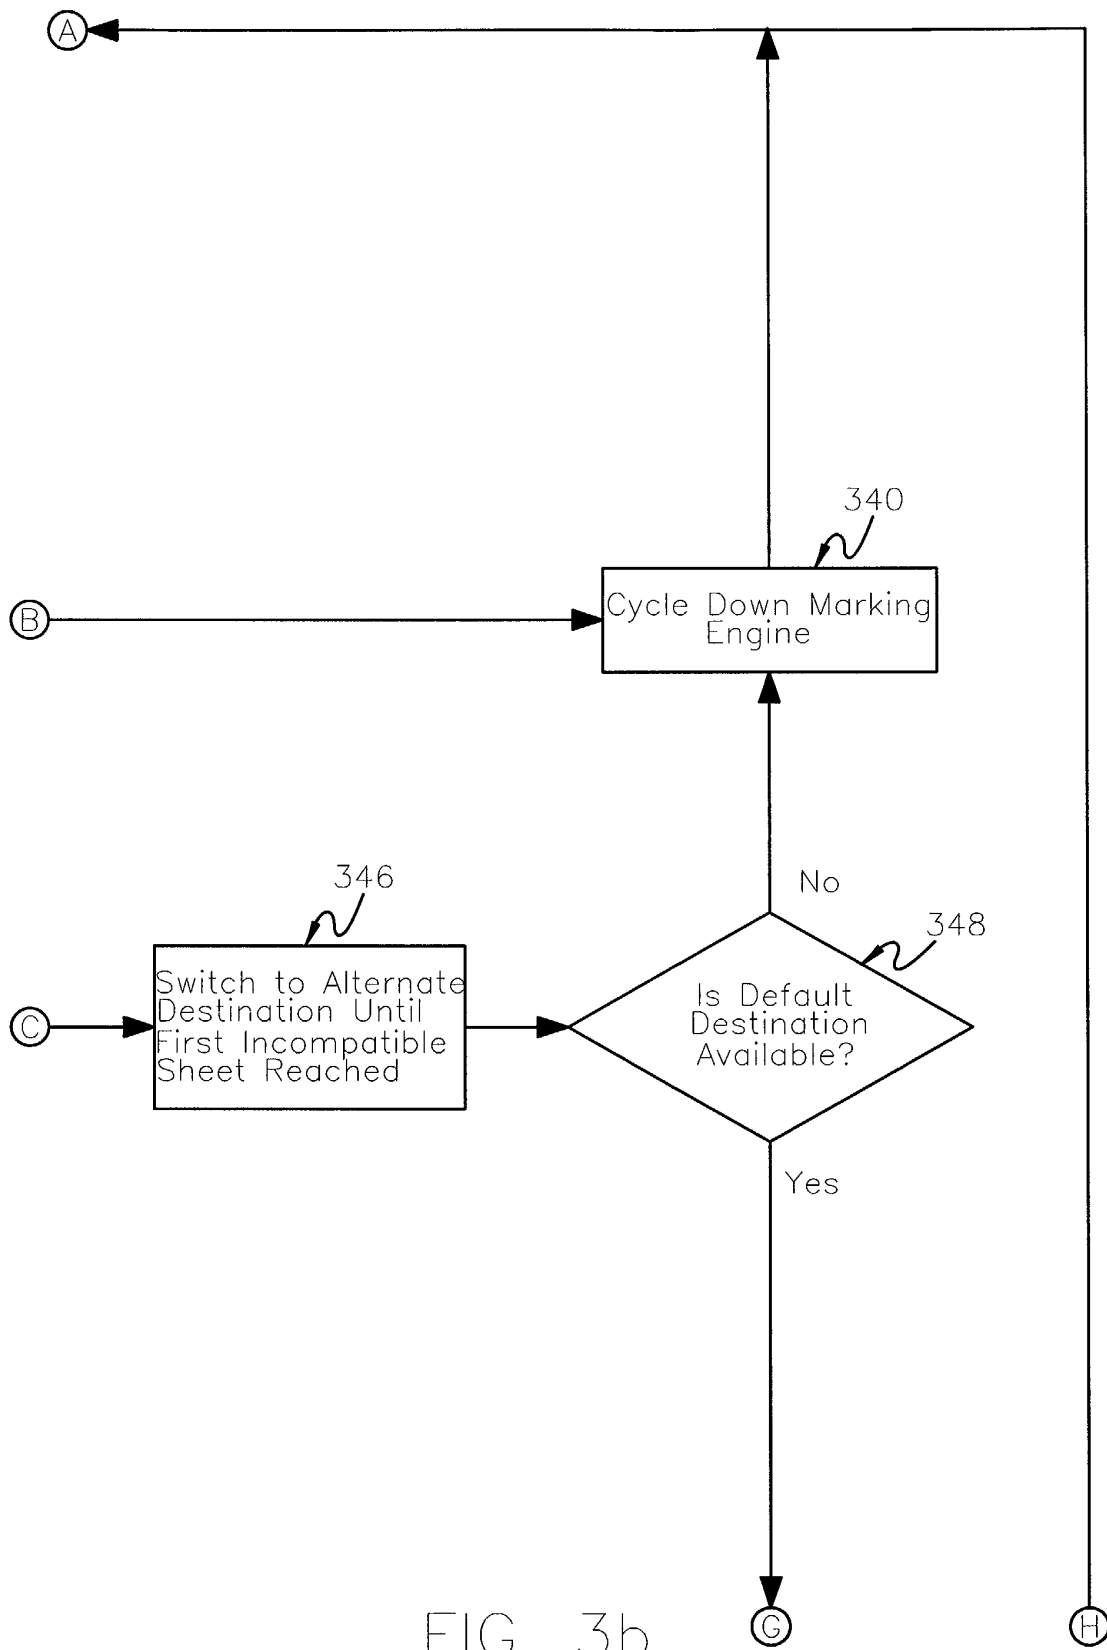 A
340
B
Cycle Down Marking
Engine
346
No
348
C
Switch to Alternate
Destination Until
First Incompatible
Sheet Reached
Is Default
Destination
Available?
Yes
FIG 3b
G
H